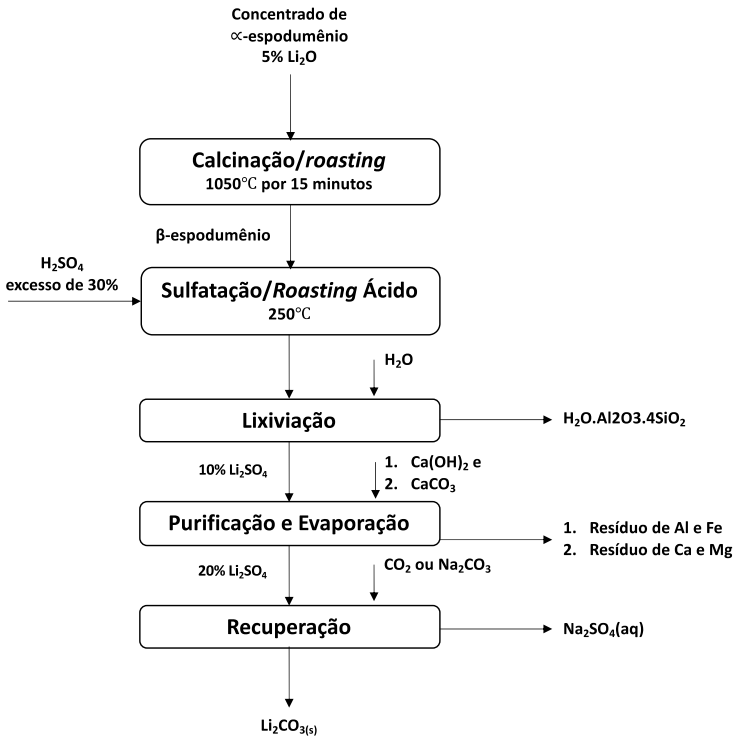 Concentrado de
∝-espodumênio
5% Li₂O
Calcinação/roasting
1050℃ por 15 minutos
β-espodumênio
H₂SO₄
excesso de 30%
Sulfatação/Roasting Ácido
250℃
H₂O
Lixiviação
H₂O.Al2O3.4SiO₂
10% Li₂SO₄
1. Ca(OH)₂ e
2. CaCO₃
Purificação e Evaporação
1. Resíduo de Al e Fe
2. Resíduo de Ca e Mg
20% Li₂SO₄
CO₂ ou Na₂CO₃
Recuperação
Na₂SO₄(aq)
Li₂CO₃₍ₛ₎